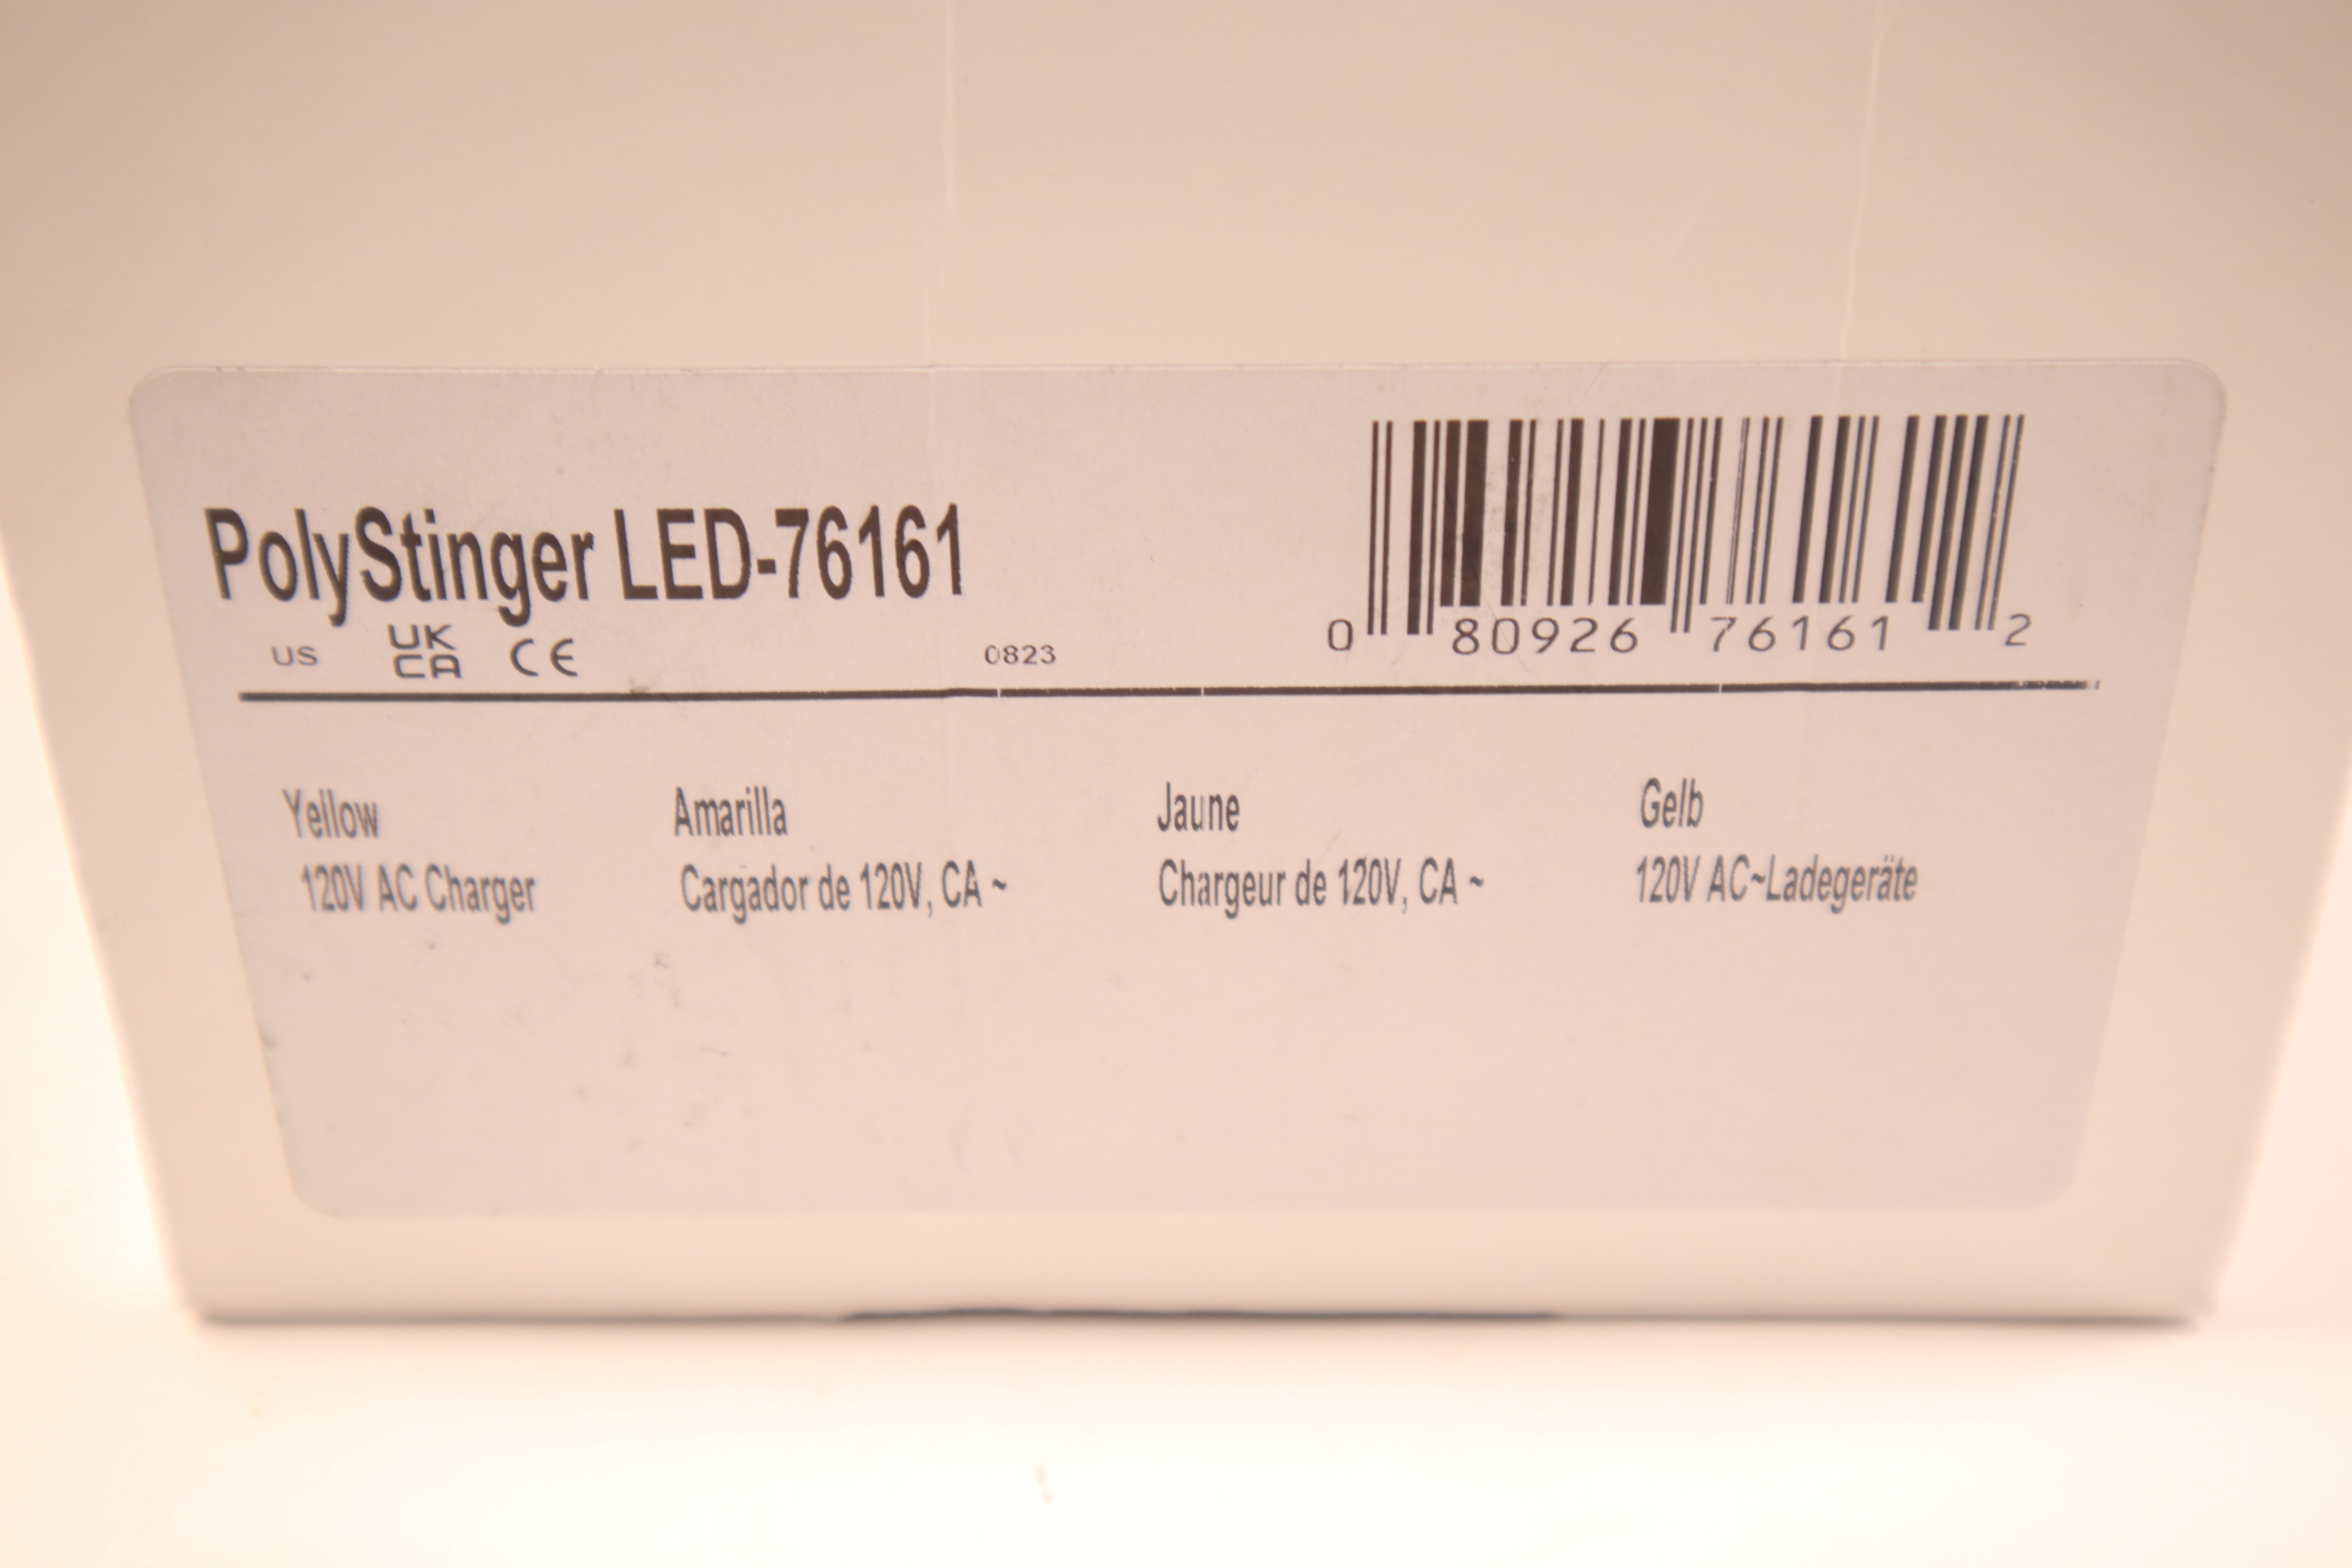 PolyStinger LED-76161
US UK CA CE 0823
0 80926 76161 2
Yellow Amarilla Jaune Gelb
120V AC Charger Cargador de 120V, CA ~ Chargeur de 120V, CA ~ 120V AC~Ladegeräte